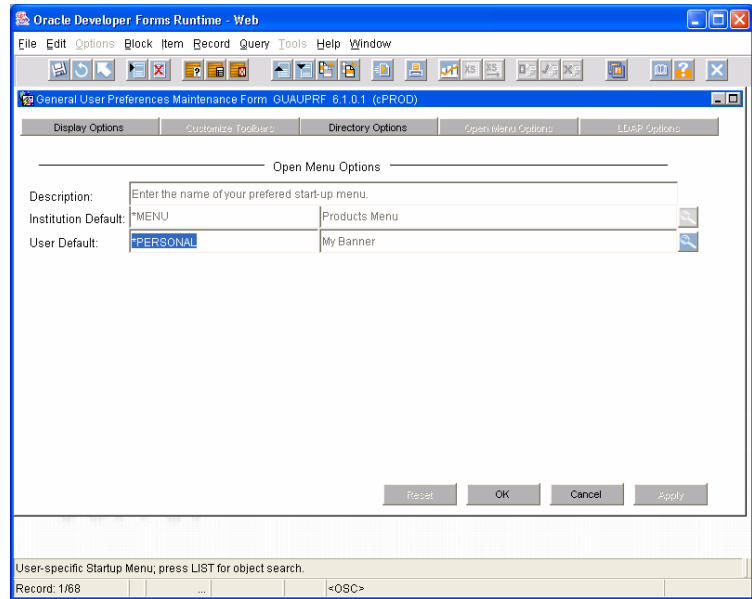 Oracle Developer Forms Runtime - Web
File Edit Options Block Item Record Query Tools Help Window
General User Preferences Maintenance Form GUAUPRF 6.1.0.1 (cPROD)
Display Options Customize Toolbars Directory Options Open Menu Options LDAP Options
Open Menu Options
Description: Enter the name of your prefered start-up menu.
Institution Default: *MENU Products Menu
User Default: *PERSONAL My Banner
Reset OK Cancel Apply
User-specific Startup Menu; press LIST for object search.
Record: 1/68 ... <OSC>